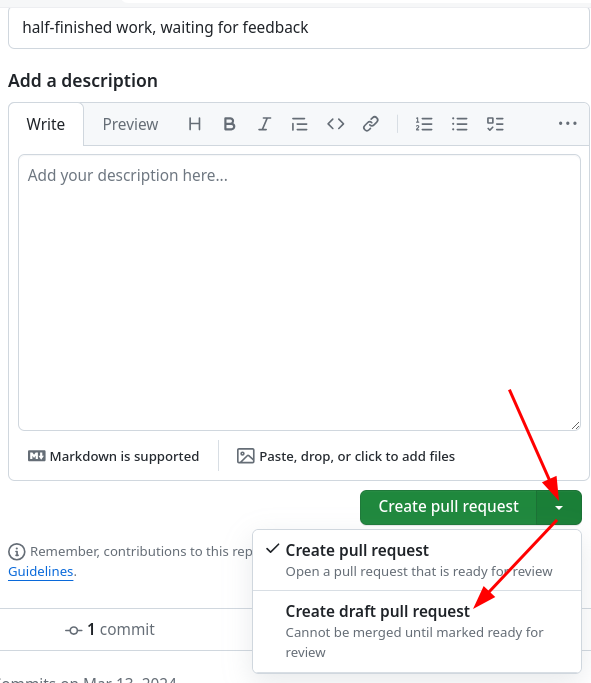 half-finished work, waiting for feedback
Add a description
Write
Preview
Add your description here...
Markdown is supported
Paste, drop, or click to add files
Create pull request
Remember, contributions to this rep
Guidelines.
Create pull request
Open a pull request that is ready for review
Create draft pull request
Cannot be merged until marked ready for
review
1 commit
ommits on Mar 13, 2024